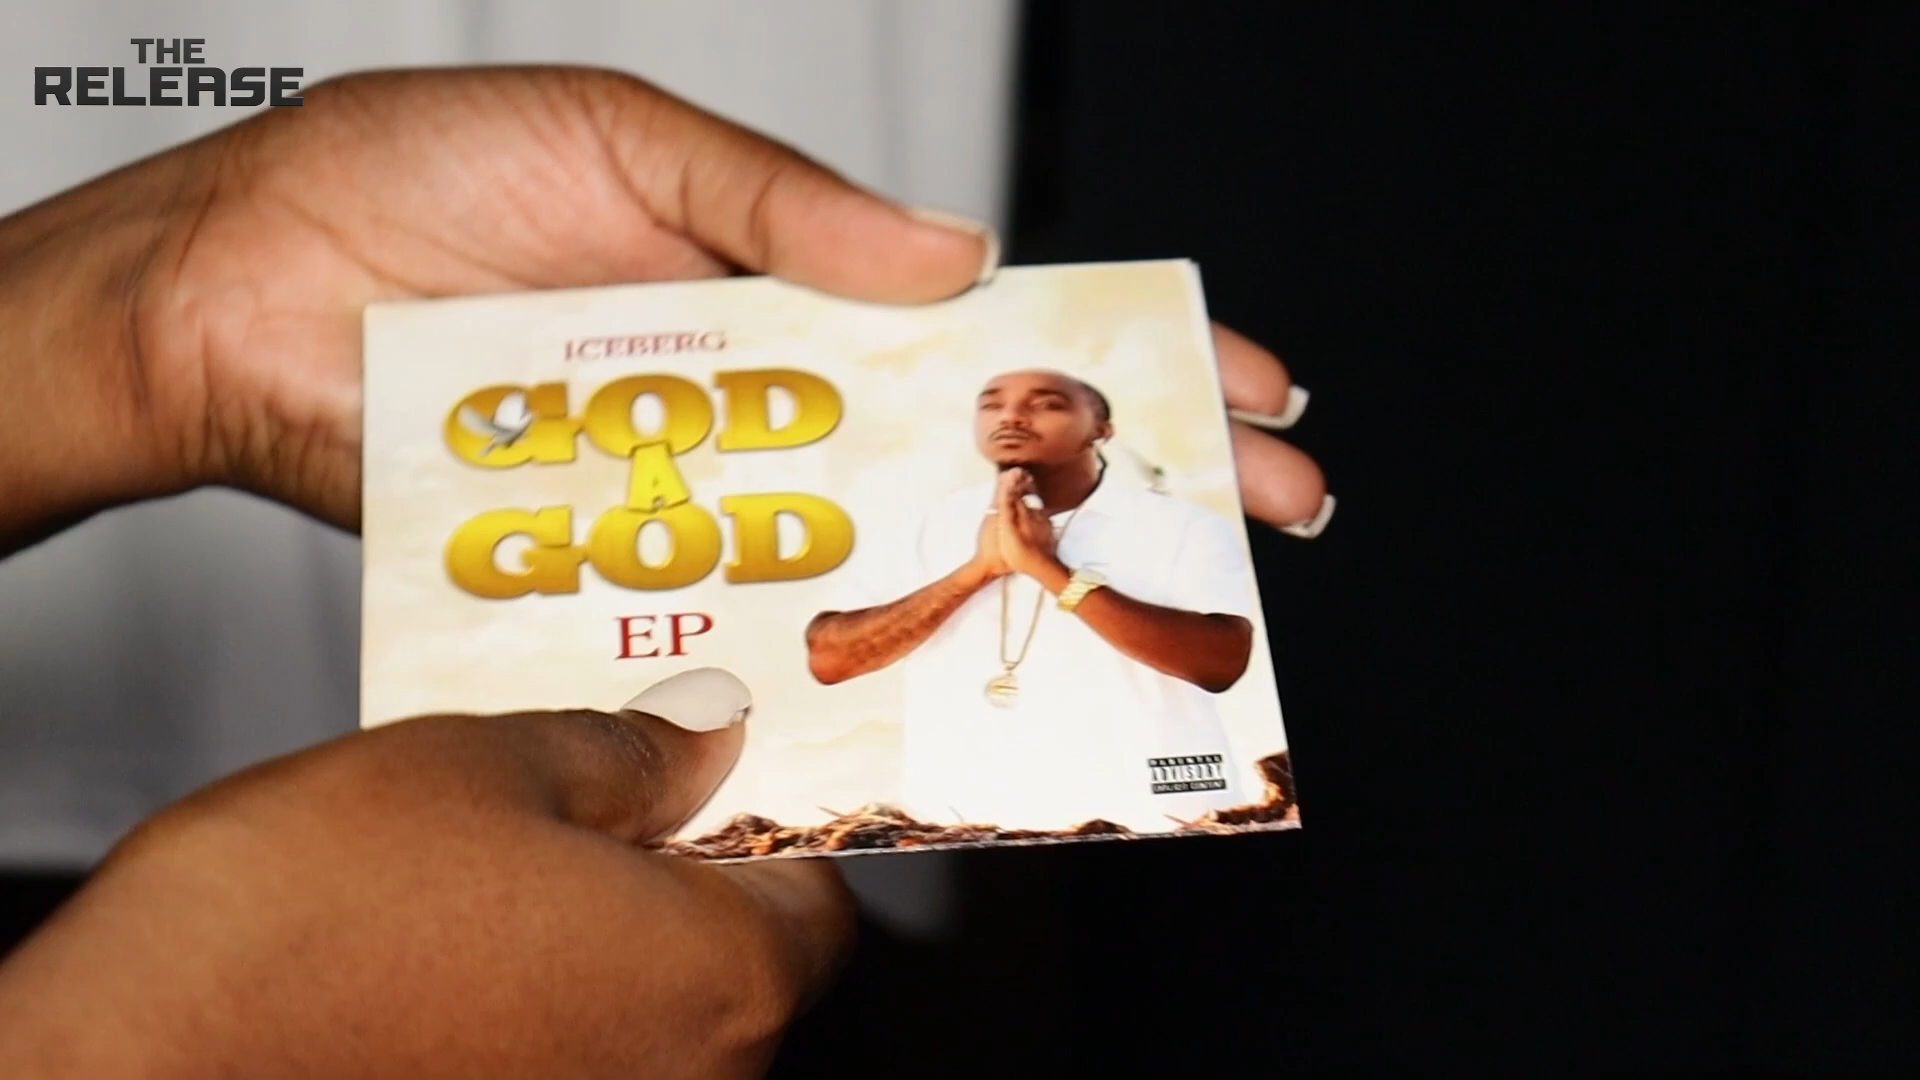 THE
RELEASE
ICEBERG
GOD
A
GOD
EP
PARENTAL
ADVISORY
EXPLICIT CONTENT